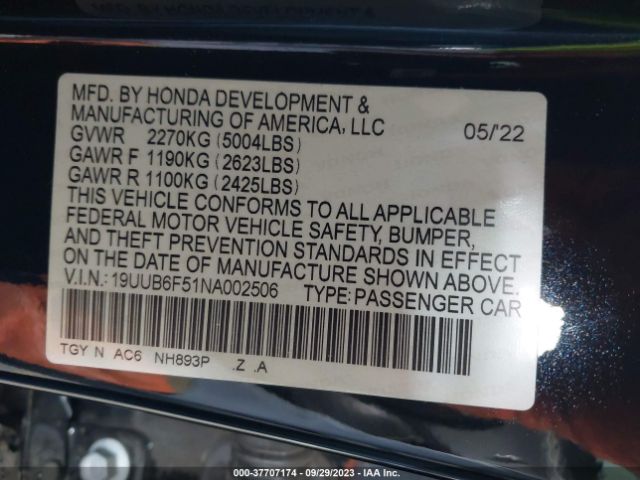 MFD. BY HONDA DEVELOPMENT &
MANUFACTURING OF AMERICA, LLC 05/'22
GVWR 2270KG (5004LBS)
GAWR F 1190KG (2623LBS)
GAWR R 1100KG (2425LBS)
THIS VEHICLE CONFORMS TO ALL APPLICABLE
FEDERAL MOTOR VEHICLE SAFETY, BUMPER,
AND THEFT PREVENTION STANDARDS IN EFFECT
ON THE DATE OF MANUFACTURE SHOWN ABOVE.
V.I.N.: 19UUB6F51NA002506 TYPE: PASSENGER CAR
TGY N AC6 NH893P .Z .A
000-37707174 | 09/29/2023 | IAA Inc.